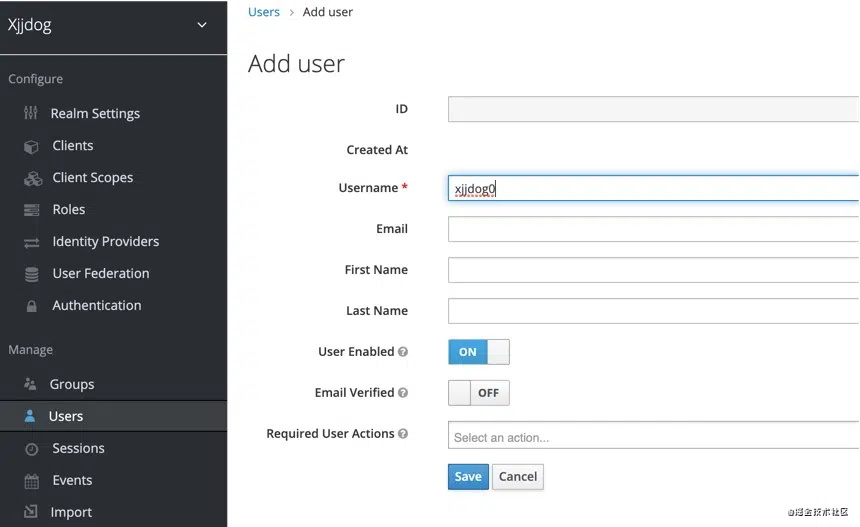 Xjjdog
Configure
Realm Settings
Clients
Client Scopes
Roles
Identity Providers
User Federation
Authentication
Manage
Groups
Users
Sessions
Events
Import
Users > Add user
Add user
ID
Created At
Username *
xjjdog0
Email
First Name
Last Name
User Enabled ?
ON
Email Verified ?
OFF
Required User Actions ?
Select an action...
Save Cancel
@掘金技术社区